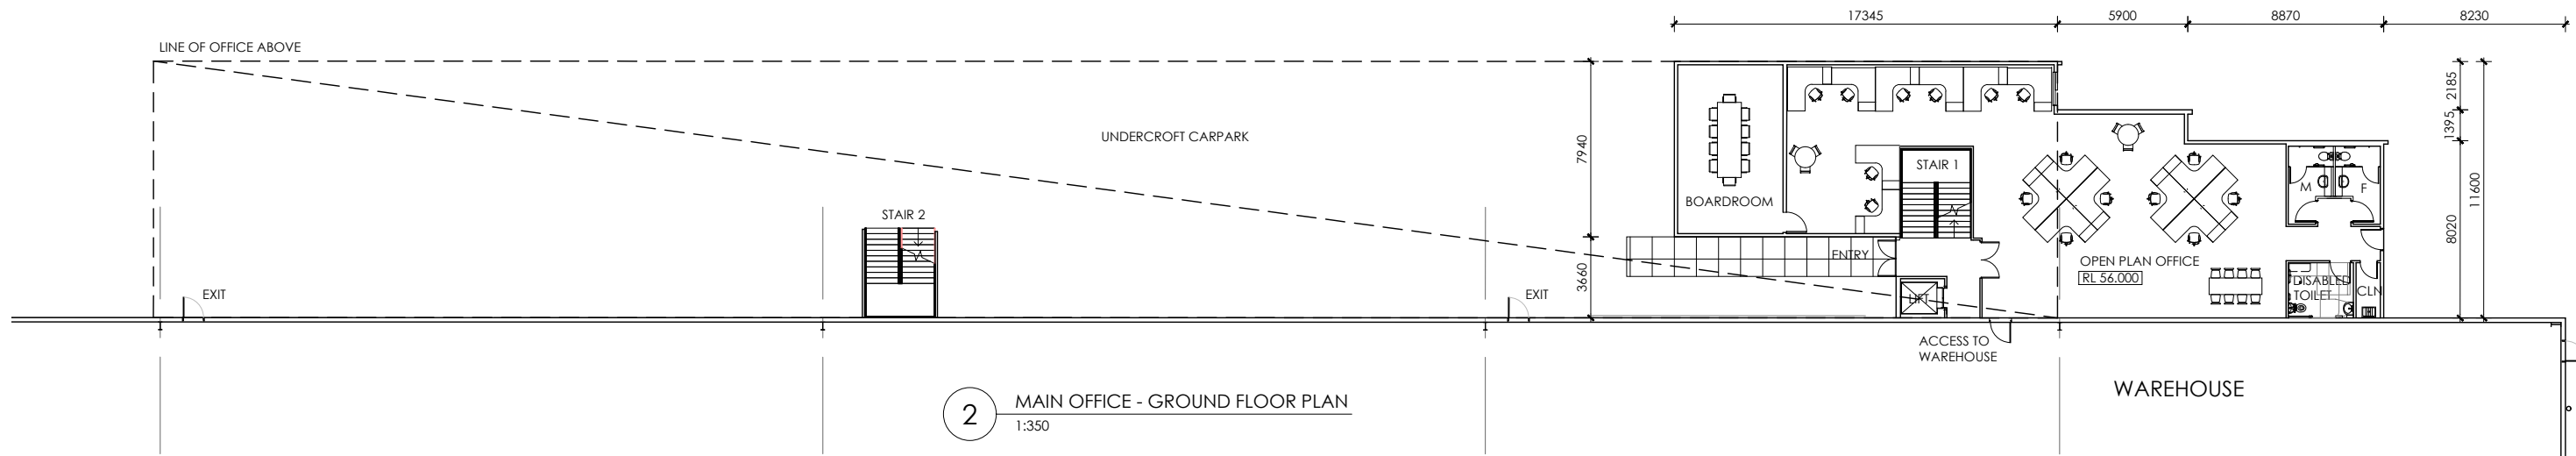 17345
5900
8870
8230
LINE OF OFFICE ABOVE
UNDERCROFT CARPARK
7940
3660
2185
1395
8020
11600
STAIR 1
M
F
BOARDROOM
STAIR 2
ENTRY
OPEN PLAN OFFICE
RL 56.000
LIFT
DISABLED
TOILET
CLN
EXIT
EXIT
ACCESS TO
WAREHOUSE
WAREHOUSE
2
MAIN OFFICE - GROUND FLOOR PLAN
1:350